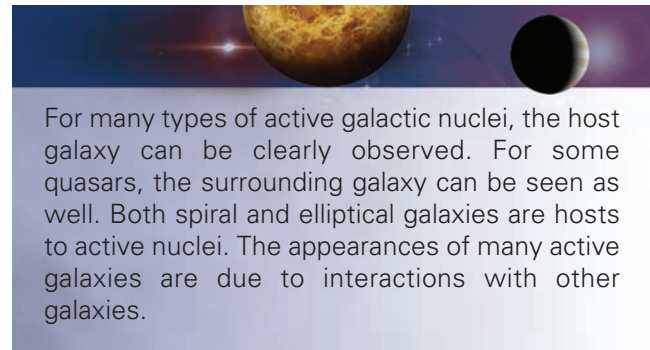 For many types of active galactic nuclei, the host
galaxy can be clearly observed. For some
quasars, the surrounding galaxy can be seen as
well. Both spiral and elliptical galaxies are hosts
to active nuclei. The appearances of many active
galaxies are due to interactions with other
galaxies.